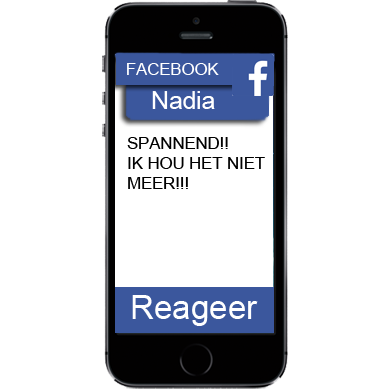 FACEBOOK
Nadia
SPANNEND!!
IK HOU HET NIET
MEER!!!
Reageer